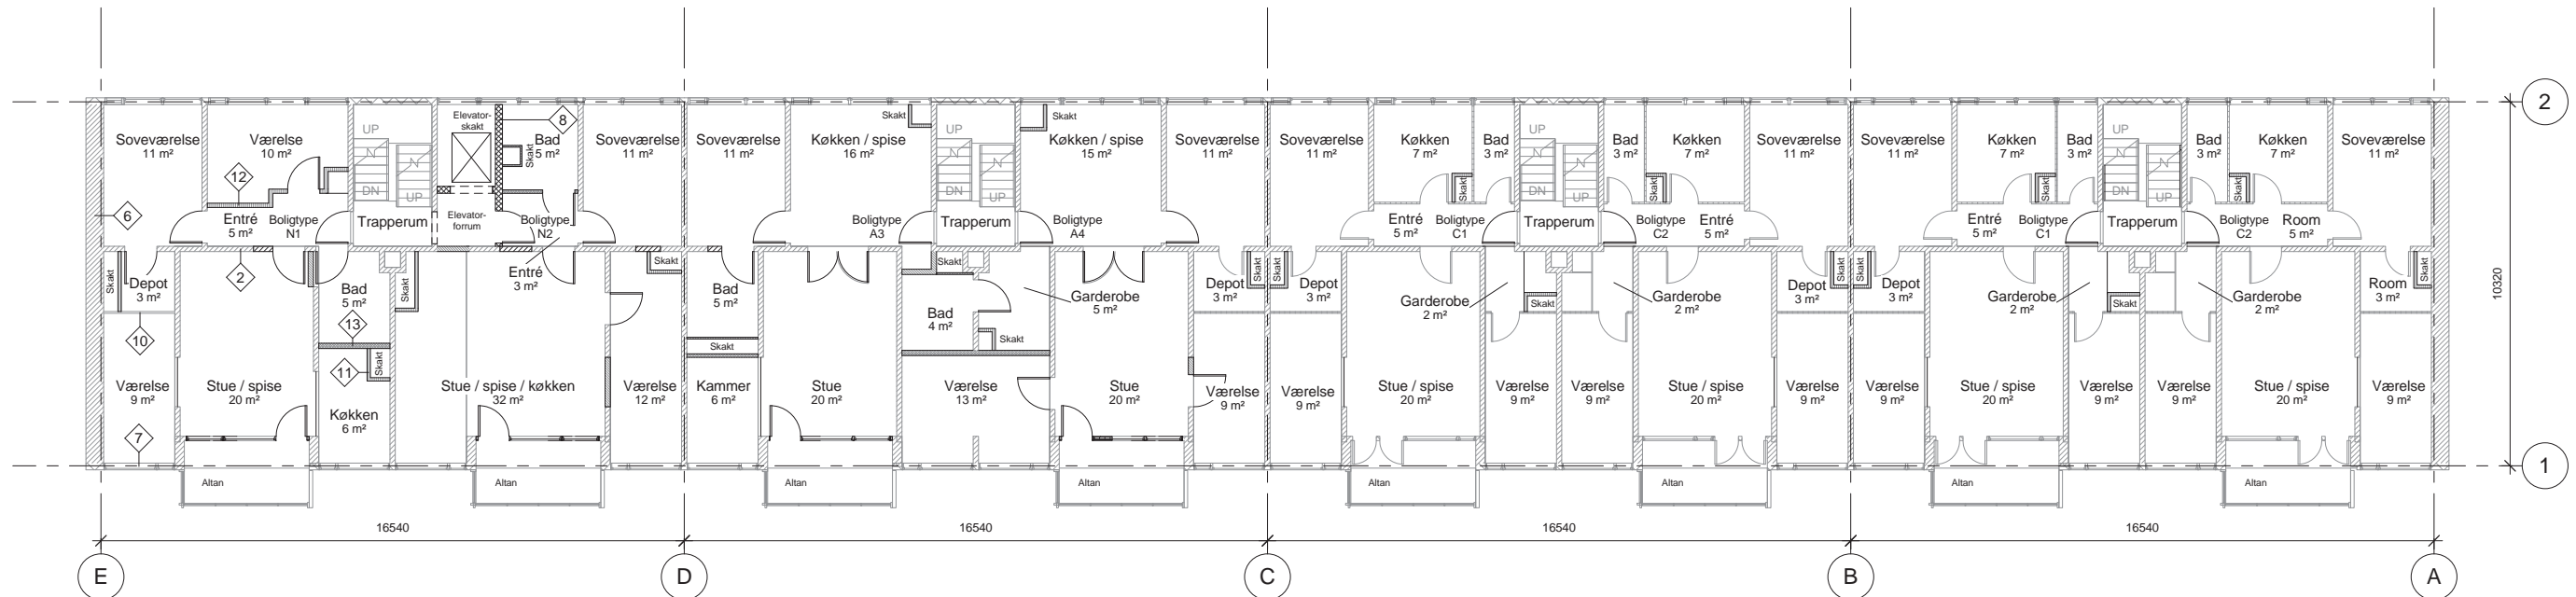 2
Soveværelse
11 m²
Værelse
10 m²
12
6
Entré
5 m²
Boligtype
N1
UP
N
DN
UP
Trapperum
Elevator-
skakt
Elevator-
forrum
8
Bad
5 m²
Skakt
Boligtype
N2
Soveværelse
11 m²
Soveværelse
11 m²
Køkken / spise
16 m²
Skakt
Boligtype
A3
UP
N
DN
UP
Trapperum
Skakt
Køkken / spise
15 m²
Boligtype
A4
Soveværelse
11 m²
Soveværelse
11 m²
Køkken
7 m²
Bad
3 m²
Skakt
Entré
5 m²
Boligtype
C1
UP
N
DN
UP
Trapperum
Bad
3 m²
Køkken
7 m²
Skakt
Boligtype
C2
Entré
5 m²
Soveværelse
11 m²
Soveværelse
11 m²
Køkken
7 m²
Bad
3 m²
Skakt
Entré
5 m²
Boligtype
C1
UP
N
DN
UP
Trapperum
Bad
3 m²
Køkken
7 m²
Skakt
Boligtype
C2
Room
5 m²
Soveværelse
11 m²
Skakt
Depot
3 m²
2
10
Bad
5 m²
13
Skakt
Entré
3 m²
Skakt
11
Skakt
Værelse
9 m²
7
Stue / spise
20 m²
Køkken
6 m²
Stue / spise / køkken
32 m²
Værelse
12 m²
Bad
5 m²
Skakt
Kammer
6 m²
Stue
20 m²
Skakt
Bad
4 m²
Skakt
Garderobe
5 m²
Værelse
13 m²
Stue
20 m²
Depot
3 m²
Skakt
Værelse
9 m²
Skakt
Depot
3 m²
Værelse
9 m²
Stue / spise
20 m²
Garderobe
2 m²
Skakt
Værelse
9 m²
Værelse
9 m²
Garderobe
2 m²
Stue / spise
20 m²
Depot
3 m²
Skakt
Værelse
9 m²
Skakt
Depot
3 m²
Værelse
9 m²
Stue / spise
20 m²
Garderobe
2 m²
Skakt
Værelse
9 m²
Værelse
9 m²
Garderobe
2 m²
Stue / spise
20 m²
Room
3 m²
Skakt
Værelse
9 m²
10320
1
Altan
Altan
Altan
Altan
Altan
Altan
Altan
Altan
16540
16540
16540
16540
E
D
C
B
A